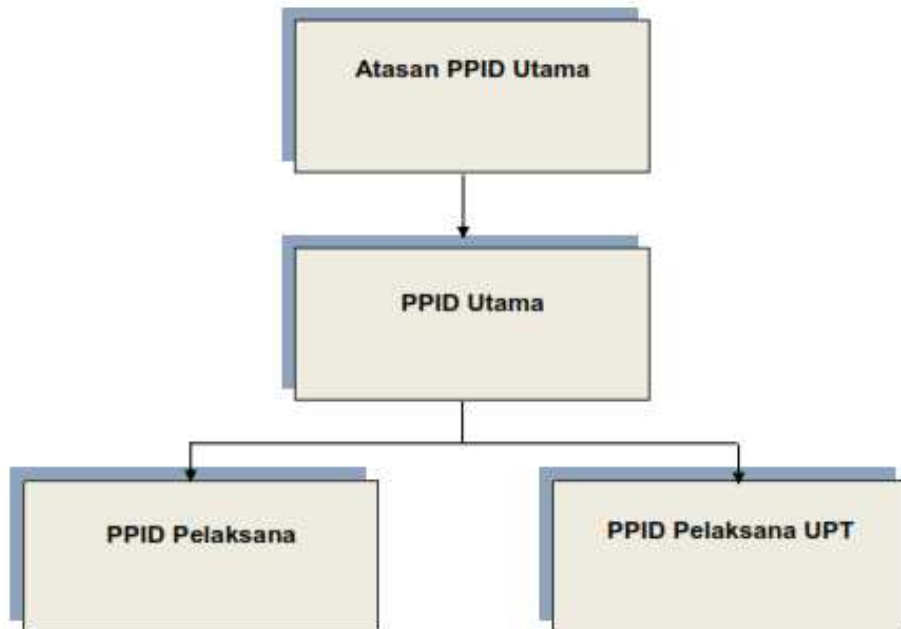 Atasan PPID Utama
PPID Utama
PPID Pelaksana
PPID Pelaksana UPT